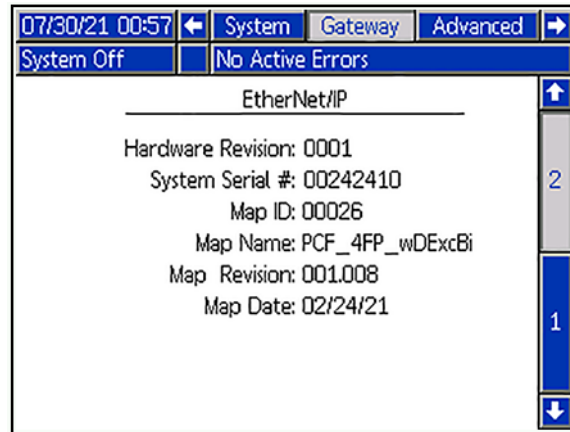 07/30/21 00:57 System Gateway Advanced
System Off No Active Errors
EtherNet/IP
Hardware Revision: 0001
System Serial #: 00242410
Map ID: 00026
Map Name: PCF_4FP_wDExcBi
Map Revision: 001.008
Map Date: 02/24/21
2
1